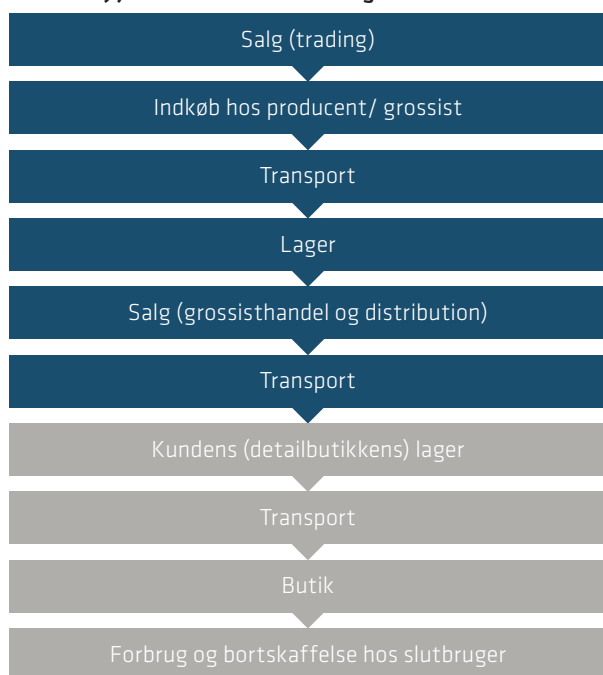 Salg (trading)
Indkøb hos producent/ grossist
Transport
Lager
Salg (grossisthandel og distribution)
Transport
Kundens (detailbutikkens) lager
Transport
Butik
Forbrug og bortskaffelse hos slutbruger